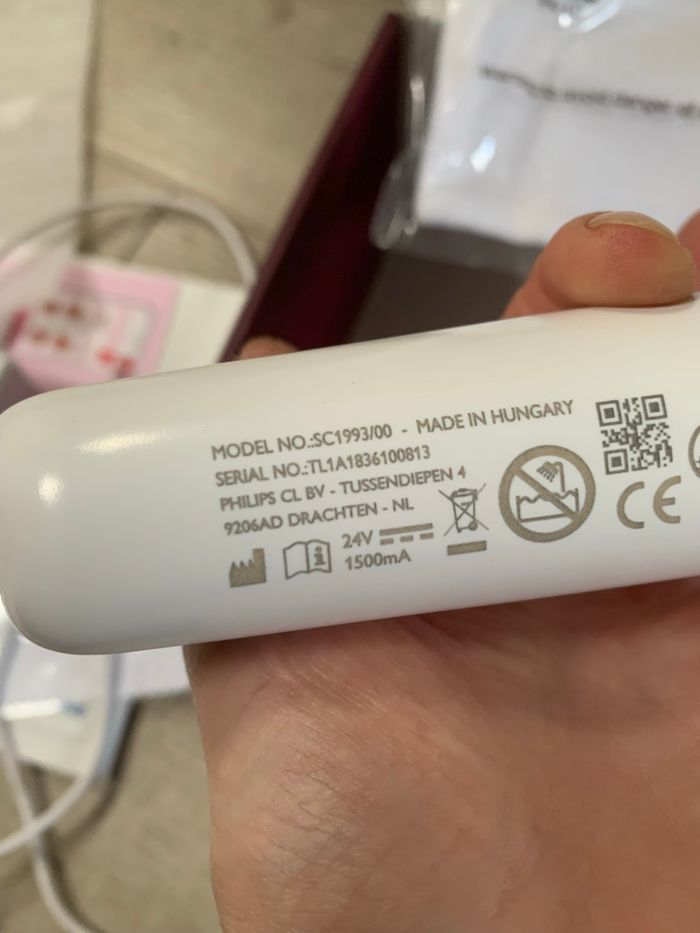 MODEL NO.:SC1993/00 - MADE IN HUNGARY
SERIAL NO.:TL1A1836100813
PHILIPS CL BV - TUSSENDIEPEN 4
9206AD DRACHTEN - NL
24V
1500mA
CE